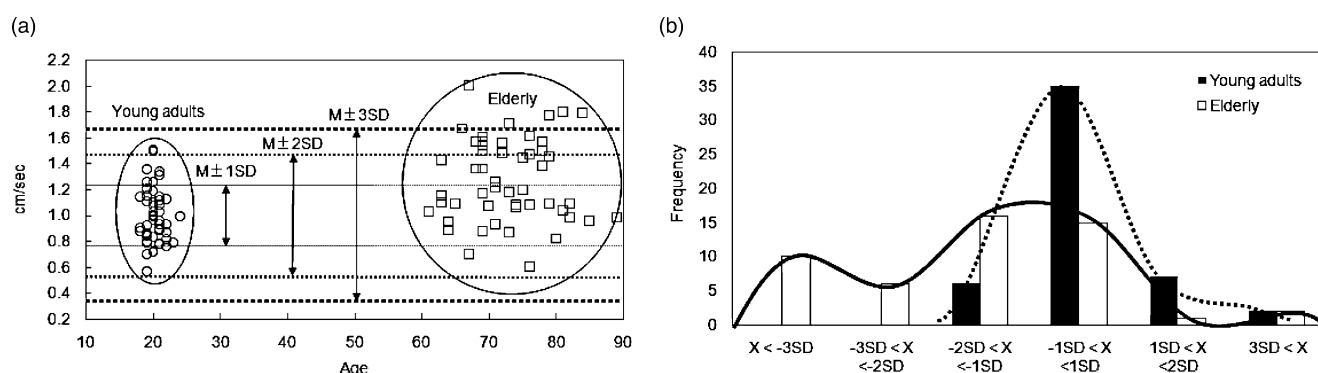 (a)
2.2
2.0
1.8
1.6
1.4
1.2
1.0
0.8
0.6
0.4
0.2
cm/sec
Young adults
Elderly
M±3SD
M±2SD
M±1SD
10 20 30 40 50 60 70 80 90
Age
(b)
40
35
30
25
20
15
10
5
0
Frequency
Young adults
Elderly
X < -3SD -3SD < X -2SD < X -1SD < X 1SD < X 3SD < X
<-2SD <-1SD <1SD <2SD